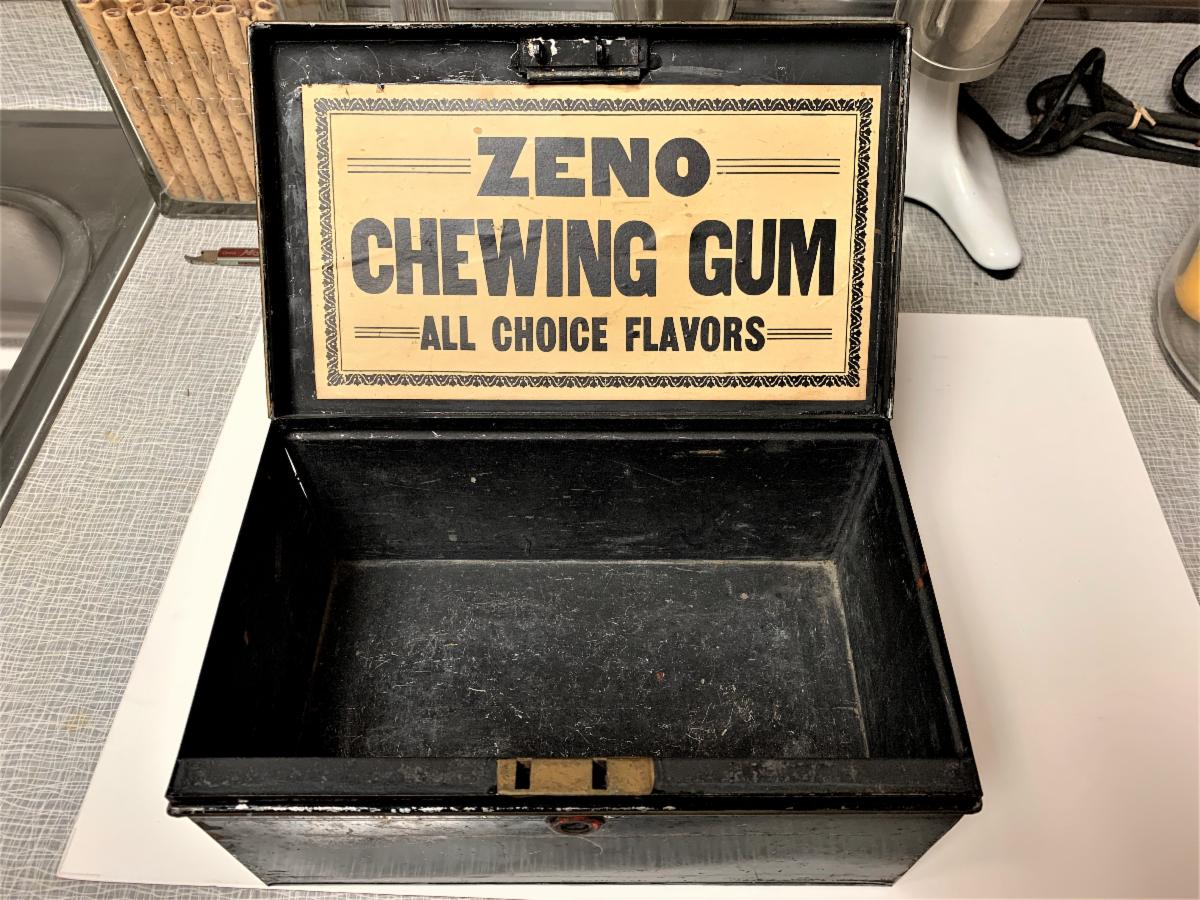 ZENO
CHEWING GUM
ALL CHOICE FLAVORS